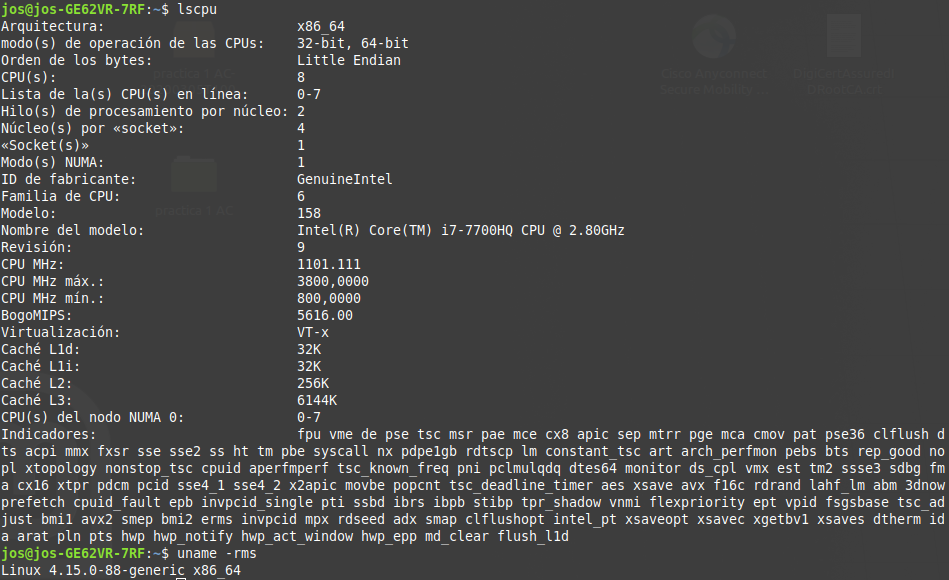 jos@jos-GE62VR-7RF:~$ lscpu
Arquitectura: x86_64
modo(s) de operación de las CPUs: 32-bit, 64-bit
Orden de los bytes: Little Endian
CPU(s): 8
Lista de la(s) CPU(s) en línea: 0-7
Hilo(s) de procesamiento por núcleo: 2
Núcleo(s) por «socket»: 4
«Socket(s)» 1
Modo(s) NUMA: 1
ID de fabricante: GenuineIntel
Familia de CPU: 6
Modelo: 158
Nombre del modelo: Intel(R) Core(TM) i7-7700HQ CPU @ 2.80GHz
Revisión: 9
CPU MHz: 1101.111
CPU MHz máx.: 3800,0000
CPU MHz mín.: 800,0000
BogoMIPS: 5616.00
Virtualización: VT-x
Caché L1d: 32K
Caché L1i: 32K
Caché L2: 256K
Caché L3: 6144K
CPU(s) del nodo NUMA 0: 0-7
Indicadores: fpu vme de pse tsc msr pae mce cx8 apic sep mtrr pge mca cmov pat pse36 clflush d
ts acpi mmx fxsr sse sse2 ss ht tm pbe syscall nx pdpe1gb rdtscp lm constant_tsc art arch_perfmon pebs bts rep_good no
pl xtopology nonstop_tsc cpuid aperfmperf tsc_known_freq pni pclmulqdq dtes64 monitor ds_cpl vmx est tm2 ssse3 sdbg fm
a cx16 xtpr pdcm pcid sse4_1 sse4_2 x2apic movbe popcnt tsc_deadline_timer aes xsave avx f16c rdrand lahf_lm abm 3dnow
prefetch cpuid_fault epb invpcid_single pti ssbd ibrs ibpb stibp tpr_shadow vnmi flexpriority ept vpid fsgsbase tsc_ad
just bmi1 avx2 smep bmi2 erms invpcid mpx rdseed adx smap clflushopt intel_pt xsaveopt xsavec xgetbv1 xsaves dtherm id
a arat pln pts hwp hwp_notify hwp_act_window hwp_epp md_clear flush_l1d
jos@jos-GE62VR-7RF:~$ uname -rms
Linux 4.15.0-88-generic x86_64